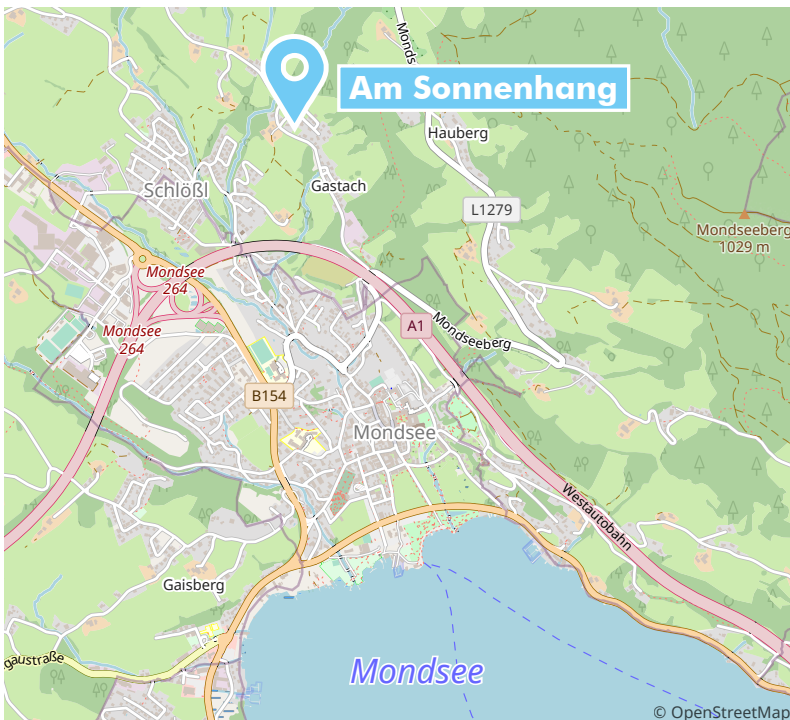 Monds
Am Sonnenhang
Hauberg
Schlößl
Gastach
L1279
Mondseeberg
1029 m
Mondsee
264
Mondsee
264
A1
Mondseeberg
B154
Mondsee
Westautobahn
Gaisberg
gaustraße
Mondsee
© OpenStreetMap